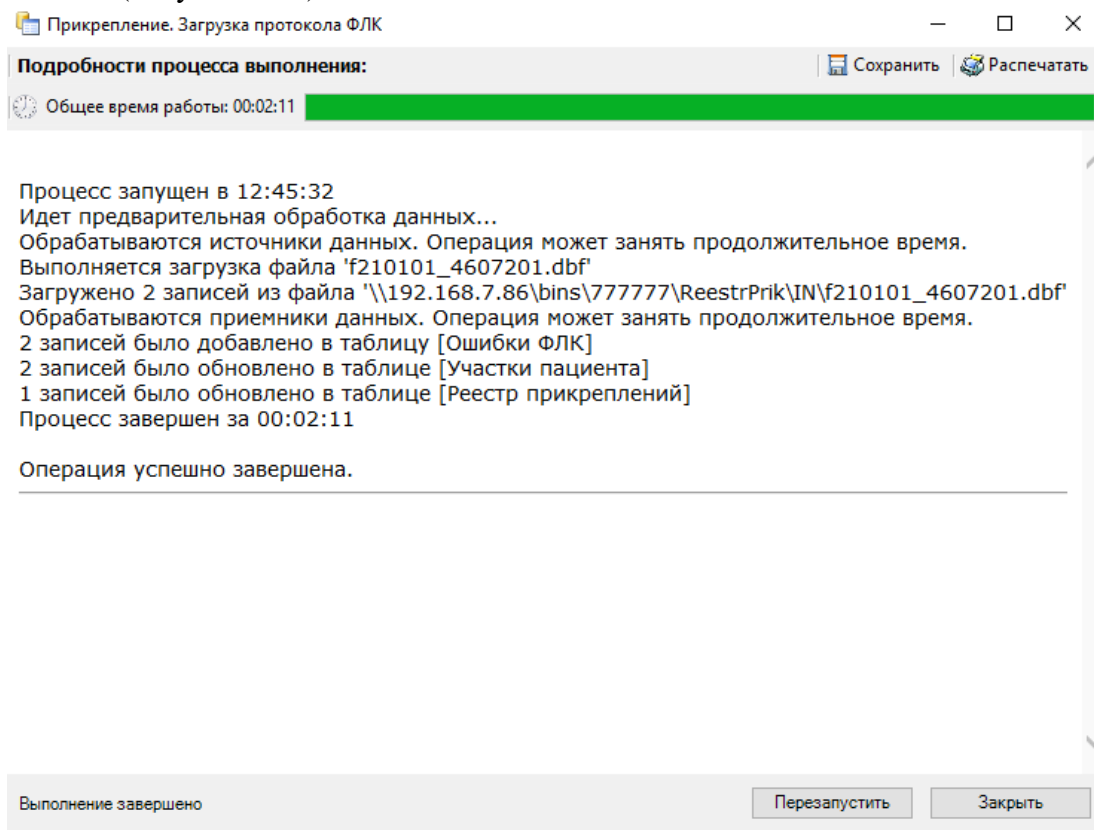 Прикрепление. Загрузка протокола ФЛК
Подробности процесса выполнения:
Сохранить
Распечатать
Общее время работы: 00:02:11
Процесс запущен в 12:45:32
Идет предварительная обработка данных...
Обрабатываются источники данных. Операция может занять продолжительное время.
Выполняется загрузка файла 'f210101_4607201.dbf'
Загружено 2 записей из файла '\\192.168.7.86\bins\777777\ReestrPrik\IN\f210101_4607201.dbf'
Обрабатываются приемники данных. Операция может занять продолжительное время.
2 записей было добавлено в таблицу [Ошибки ФЛК]
2 записей было обновлено в таблице [Участки пациента]
1 записей было обновлено в таблице [Реестр прикреплений]
Процесс завершен за 00:02:11
Операция успешно завершена.
Выполнение завершено
Перезапустить
Закрыть